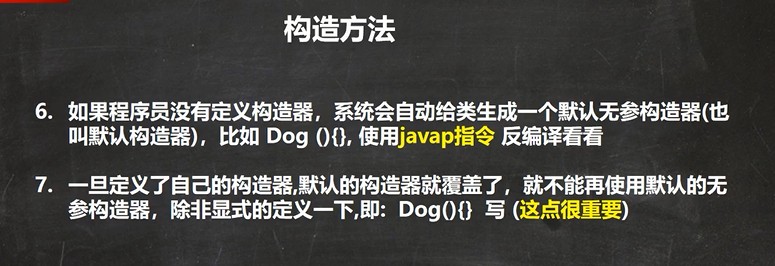 构造方法
6. 如果程序员没有定义构造器，系统会自动给类生成一个默认无参构造器(也
叫默认构造器)，比如 Dog (){}, 使用javap指令 反编译看看
7. 一旦定义了自己的构造器,默认的构造器就覆盖了，就不能再使用默认的无
参构造器，除非显式的定义一下,即: Dog(){} 写 (这点很重要)